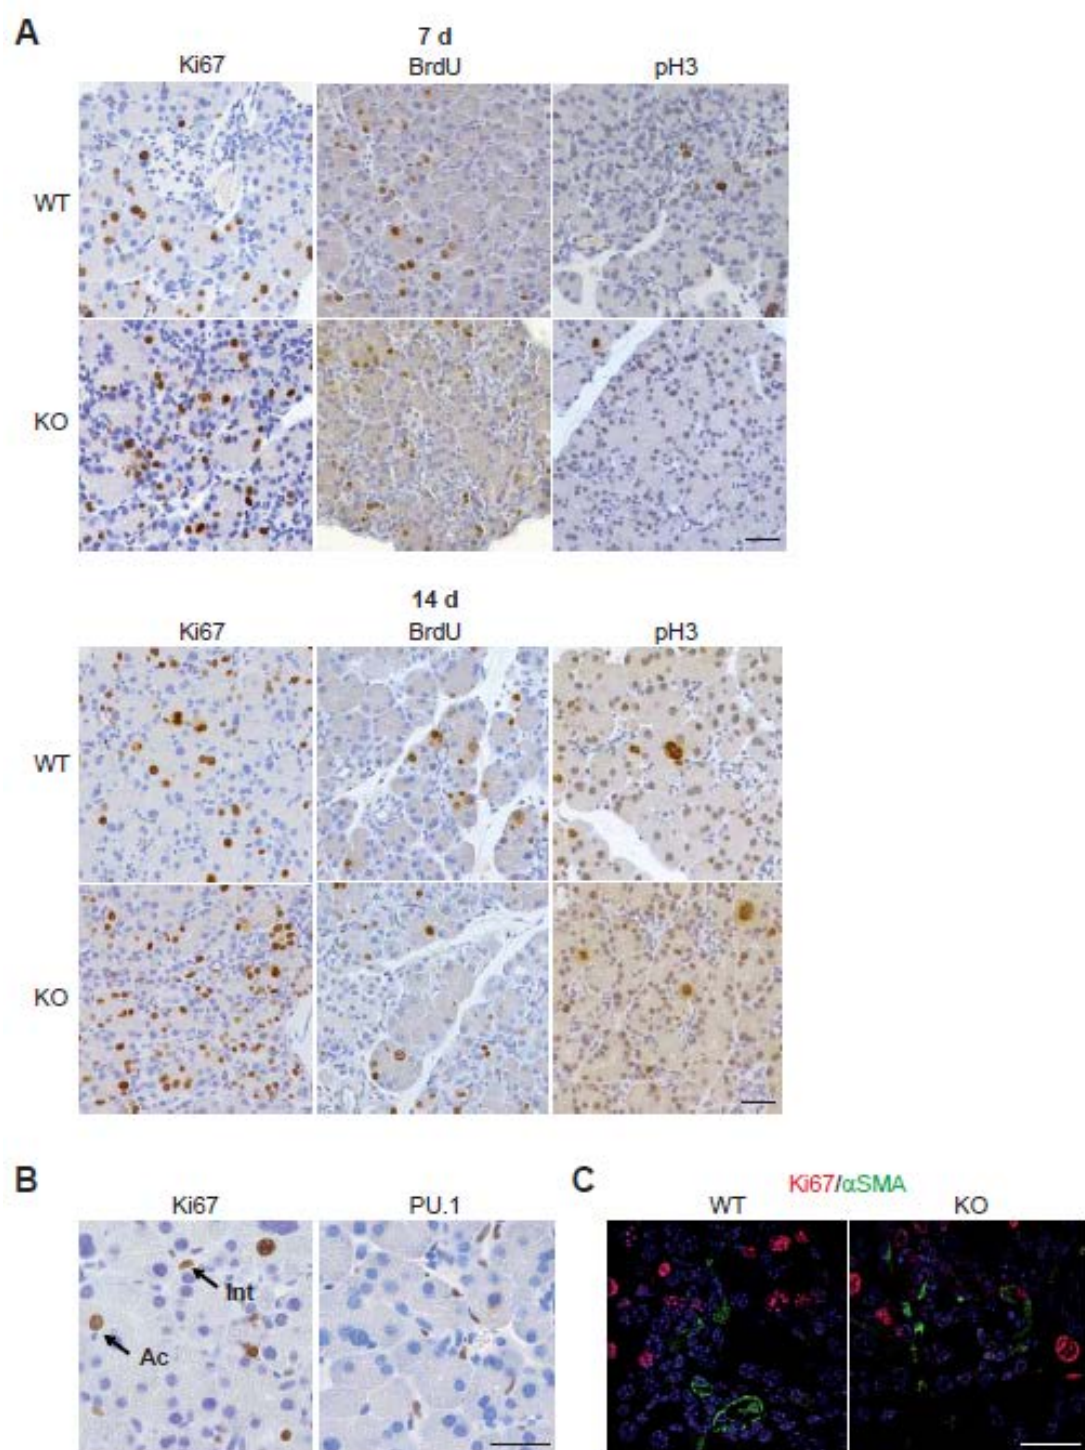 A
7 d
Ki67 BrdU pH3
WT
KO
14 d
Ki67 BrdU pH3
WT
KO
B
Ki67 PU.1
Int
Ac
C
Ki67/αSMA
WT KO